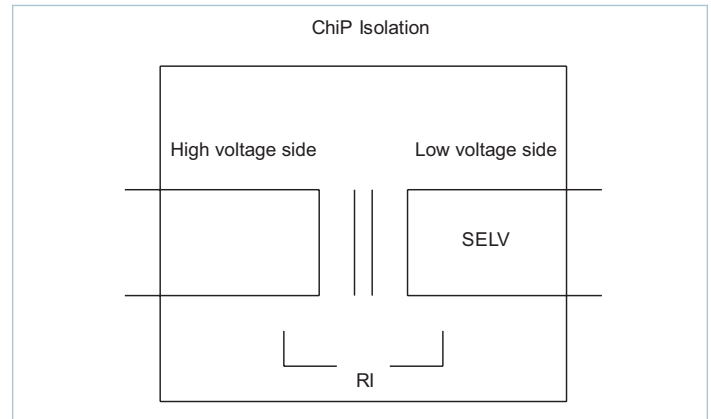 ChiP Isolation
High voltage side
Low voltage side
SELV
RI